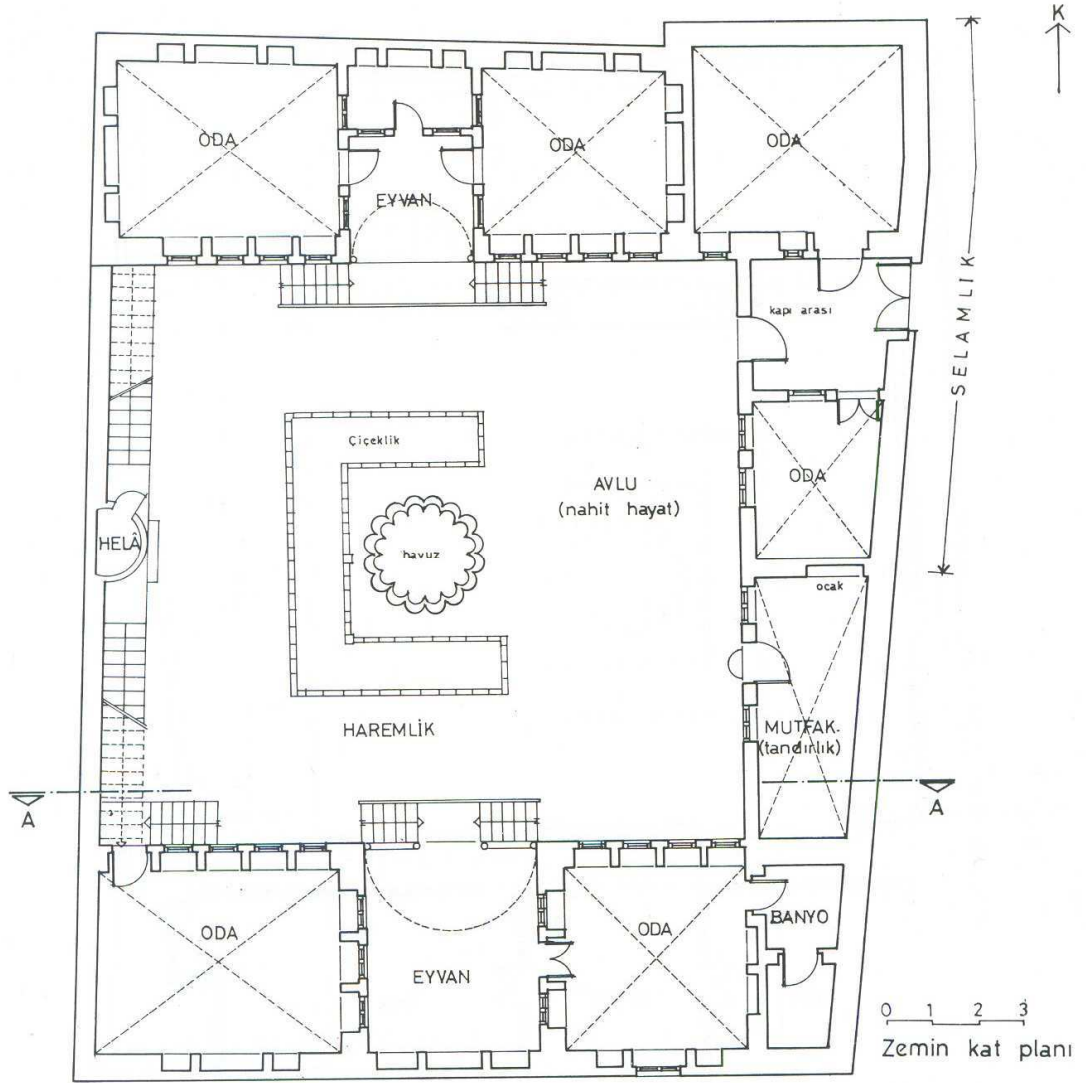 K
ODA
ODA
ODA
EYVAN
kapı arası
SELAMLIK
Çiçeklik
AVLU
(nahit hayat)
ODA
HELÂ
havuz
ocak
HAREMLİK
MUTFAK.
(tandırlık)
A
A
ODA
EYVAN
ODA
BANYO
0 1 2 3
Zemin kat planı